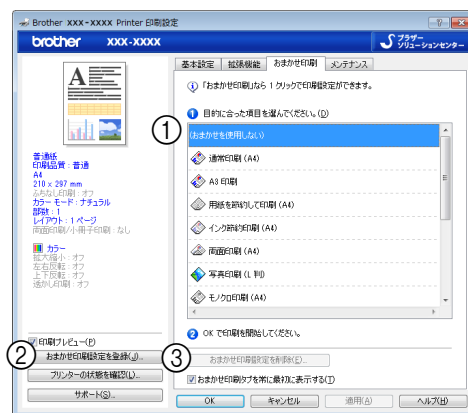 Brother XXX-XXXX Printer 印刷設定
brother XXX-XXXX
ブラザー
ソリューションセンター
基本設定 拡張機能 おまかせ印刷 メンテナンス
「おまかせ印刷」なら 1 クリックで印刷設定ができます。
1 目的に合った項目を選んでください。(D)
①
(おまかせを使用しない)
通常印刷 (A4)
A3 印刷
用紙を節約して印刷 (A4)
インク節約印刷 (A4)
両面印刷 (A4)
写真印刷 (L 判)
モノクロ印刷 (A4)
2 OK で印刷を開始してください。
普通紙
印刷品質 : 普通
A4
210 x 297 mm
ふちなし印刷 : オフ
カラー モード : ナチュラル
部数 : 1
レイアウト : 1 ページ
両面印刷/小冊子印刷 : なし
カラー
拡大縮小 : オフ
左右反転 : オフ
上下反転 : オフ
透かし印刷 : オフ
印刷プレビュー(P)
②
おまかせ印刷設定を登録(J)...
プリンターの状態を確認(L)...
サポート(S)...
③
おまかせ印刷設定を削除(E)...
おまかせ印刷タブを常に最初に表示する(T)
OK キャンセル 適用(A) ヘルプ(H)